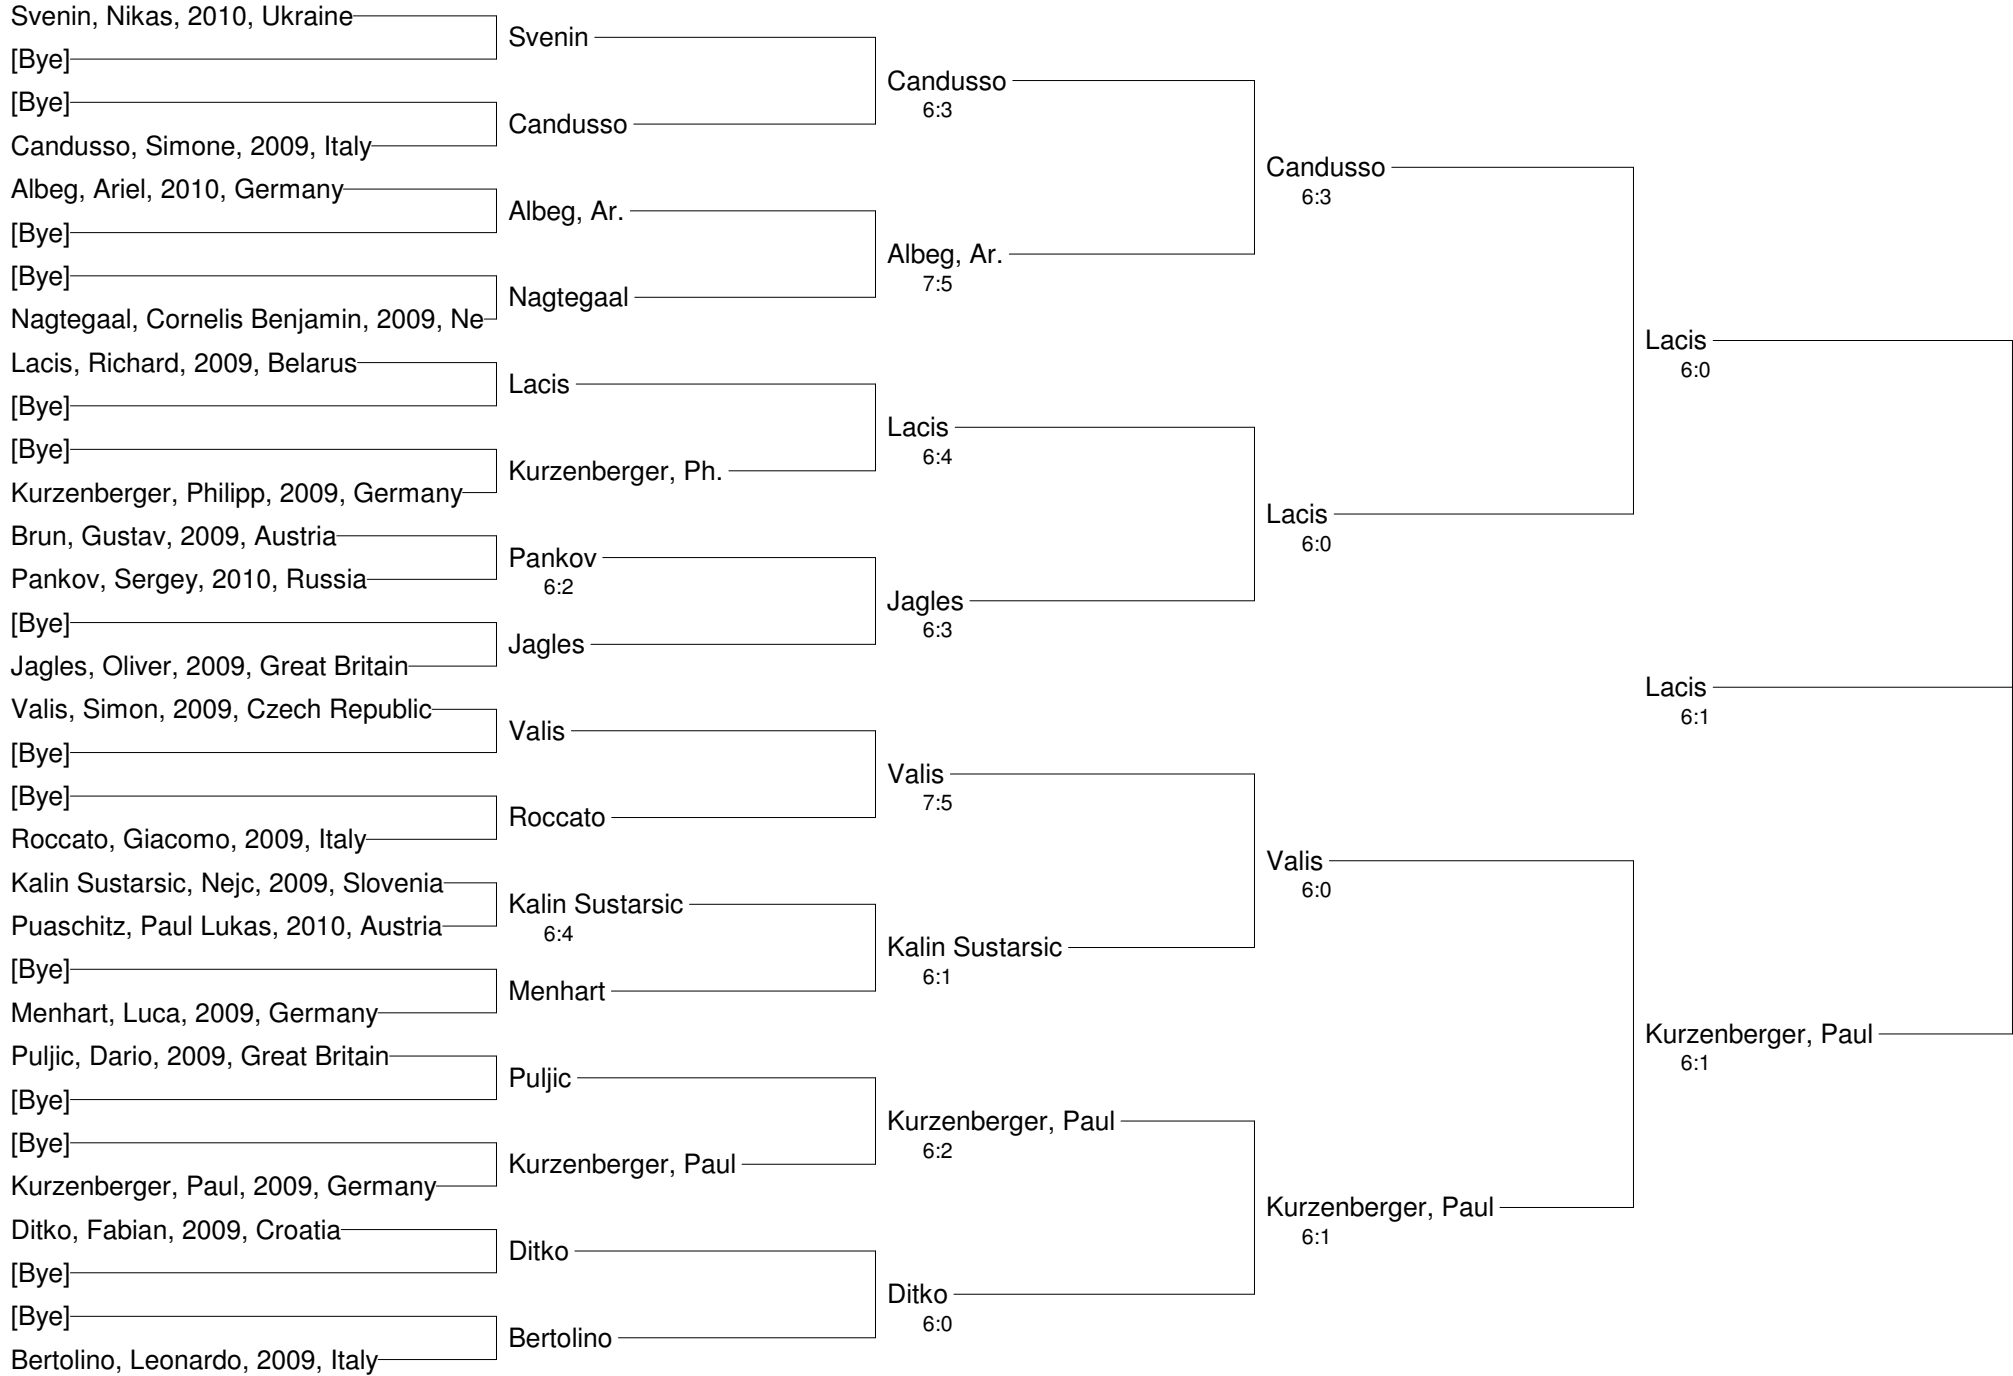 Svenin, Nikas, 2010, Ukraine
[Bye]
[Bye]
Candusso, Simone, 2009, Italy
Albeg, Ariel, 2010, Germany
[Bye]
[Bye]
Nagtegaal, Cornelis Benjamin, 2009, Ne
Lacis, Richard, 2009, Belarus
[Bye]
[Bye]
Kurzenberger, Philipp, 2009, Germany
Brun, Gustav, 2009, Austria
Pankov, Sergey, 2010, Russia
[Bye]
Jagles, Oliver, 2009, Great Britain
Valis, Simon, 2009, Czech Republic
[Bye]
[Bye]
Roccato, Giacomo, 2009, Italy
Kalin Sustarsic, Nejc, 2009, Slovenia
Puaschitz, Paul Lukas, 2010, Austria
[Bye]
Menhart, Luca, 2009, Germany
Puljic, Dario, 2009, Great Britain
[Bye]
[Bye]
Kurzenberger, Paul, 2009, Germany
Ditko, Fabian, 2009, Croatia
[Bye]
[Bye]
Bertolino, Leonardo, 2009, Italy
Svenin
Candusso
Albeg, Ar.
Nagtegaal
Lacis
Kurzenberger, Ph.
Pankov
6:2
Jagles
Valis
Roccato
Kalin Sustarsic
6:4
Menhart
Puljic
Kurzenberger, Paul
Ditko
Bertolino
Candusso
6:3
Albeg, Ar.
7:5
Lacis
6:4
Jagles
6:3
Valis
7:5
Kalin Sustarsic
6:1
Kurzenberger, Paul
6:2
Ditko
6:0
Candusso
6:3
Lacis
6:0
Valis
6:0
Kurzenberger, Paul
6:1
Lacis
6:0
Lacis
6:1
Kurzenberger, Paul
6:1